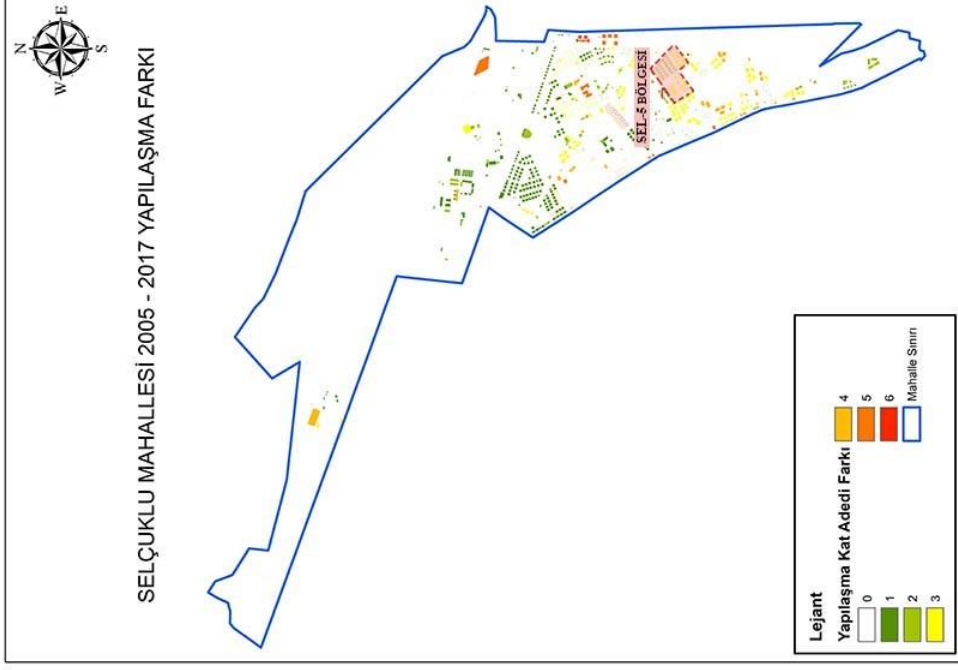 N
E
W
S
SELÇUKLU MAHALLESİ 2005 - 2017 YAPILAŞMA FARKI
SEL-5 BÖLGESİ
Lejant
Yapılaşma Kat Adedi Farkı
0
1
2
3
4
5
6
Mahalle Sınırı